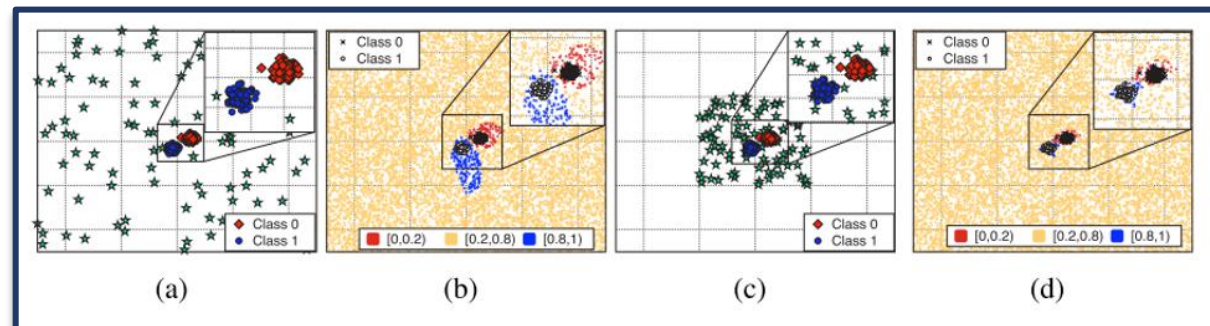 Class 0
Class 1
(a)
Class 0
Class 1
[0,0.2) [0.2,0.8) [0.8,1)
(b)
Class 0
Class 1
(c)
Class 0
Class 1
[0,0.2) [0.2,0.8) [0.8,1)
(d)